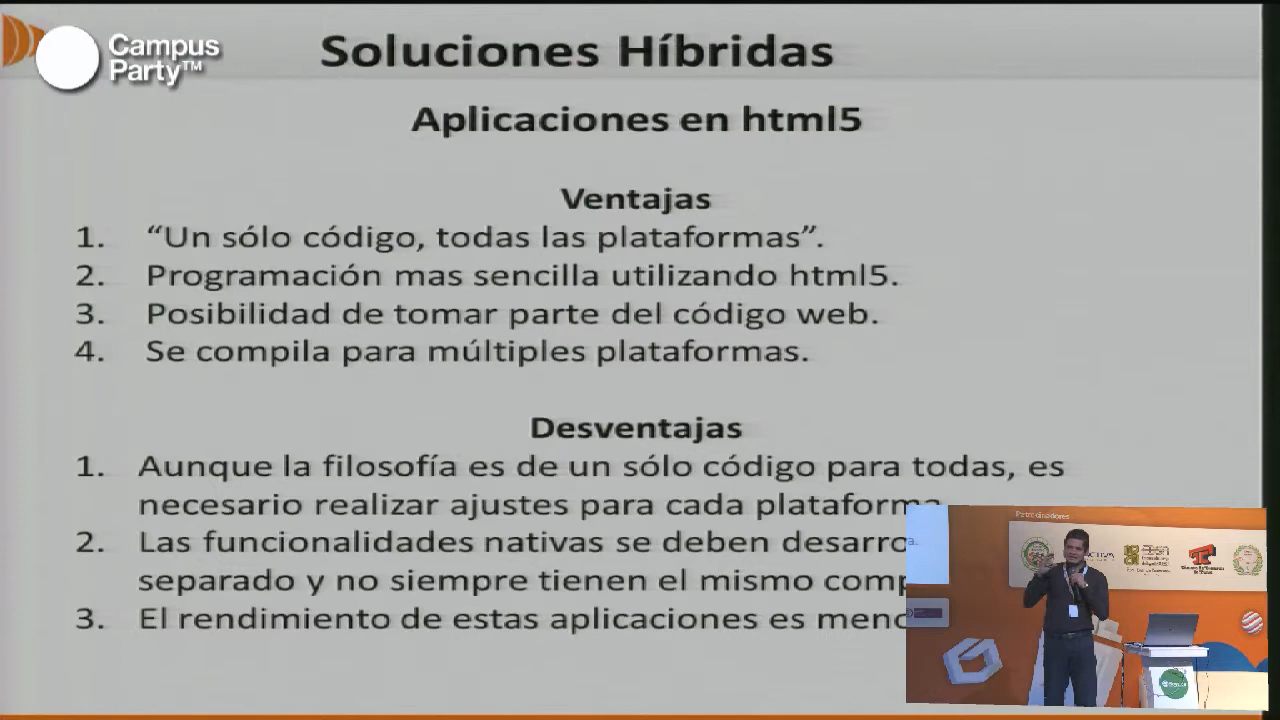 Campus
Party™
Soluciones Híbridas
Aplicaciones en html5
Ventajas
1. “Un sólo código, todas las plataformas”.
2. Programación mas sencilla utilizando html5.
3. Posibilidad de tomar parte del código web.
4. Se compila para múltiples plataformas.
Desventajas
1. Aunque la filosofía es de un sólo código para todas, es
necesario realizar ajustes para cada plataforma
2. Las funcionalidades nativas se deben desarro
separado y no siempre tienen el mismo comp
3. El rendimiento de estas aplicaciones es meno
Patrocinadores